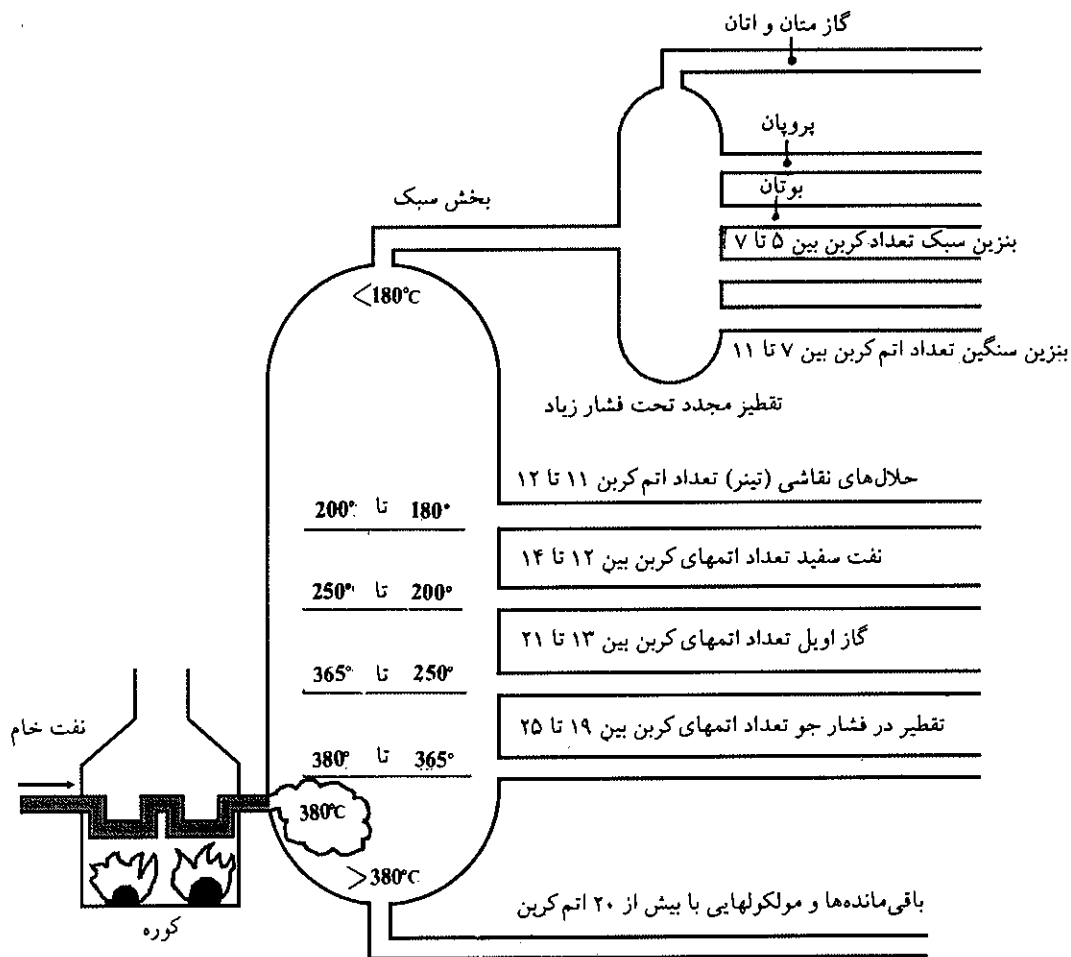 گاز متان و اتان
پروپان
بوتان
بخش سبک
بنزین سبک تعداد کربن بین ۵ تا ۷
<180°C
بنزین سنگین تعداد اتم کربن بین ۷ تا ۱۱
تقطیز مجدد تحت فشار زیاد
حلال‌های نقاشی (تینر) تعداد اتم کربن ۱۱ تا ۱۲
200° تا 180°
نفت سفید تعداد اتمهای کربن بین ۱۲ تا ۱۴
250° تا 200°
گاز اویل تعداد اتمهای کربن بین ۱۳ تا ۲۱
365° تا 250°
تقطیر در فشار جو تعداد اتمهای کربن بین ۱۹ تا ۲۵
نفت خام
380° تا 365°
380°C
>380°C
باقی‌مانده‌ها و مولکولهایی با بیش از ۲۰ اتم کربن
کوره